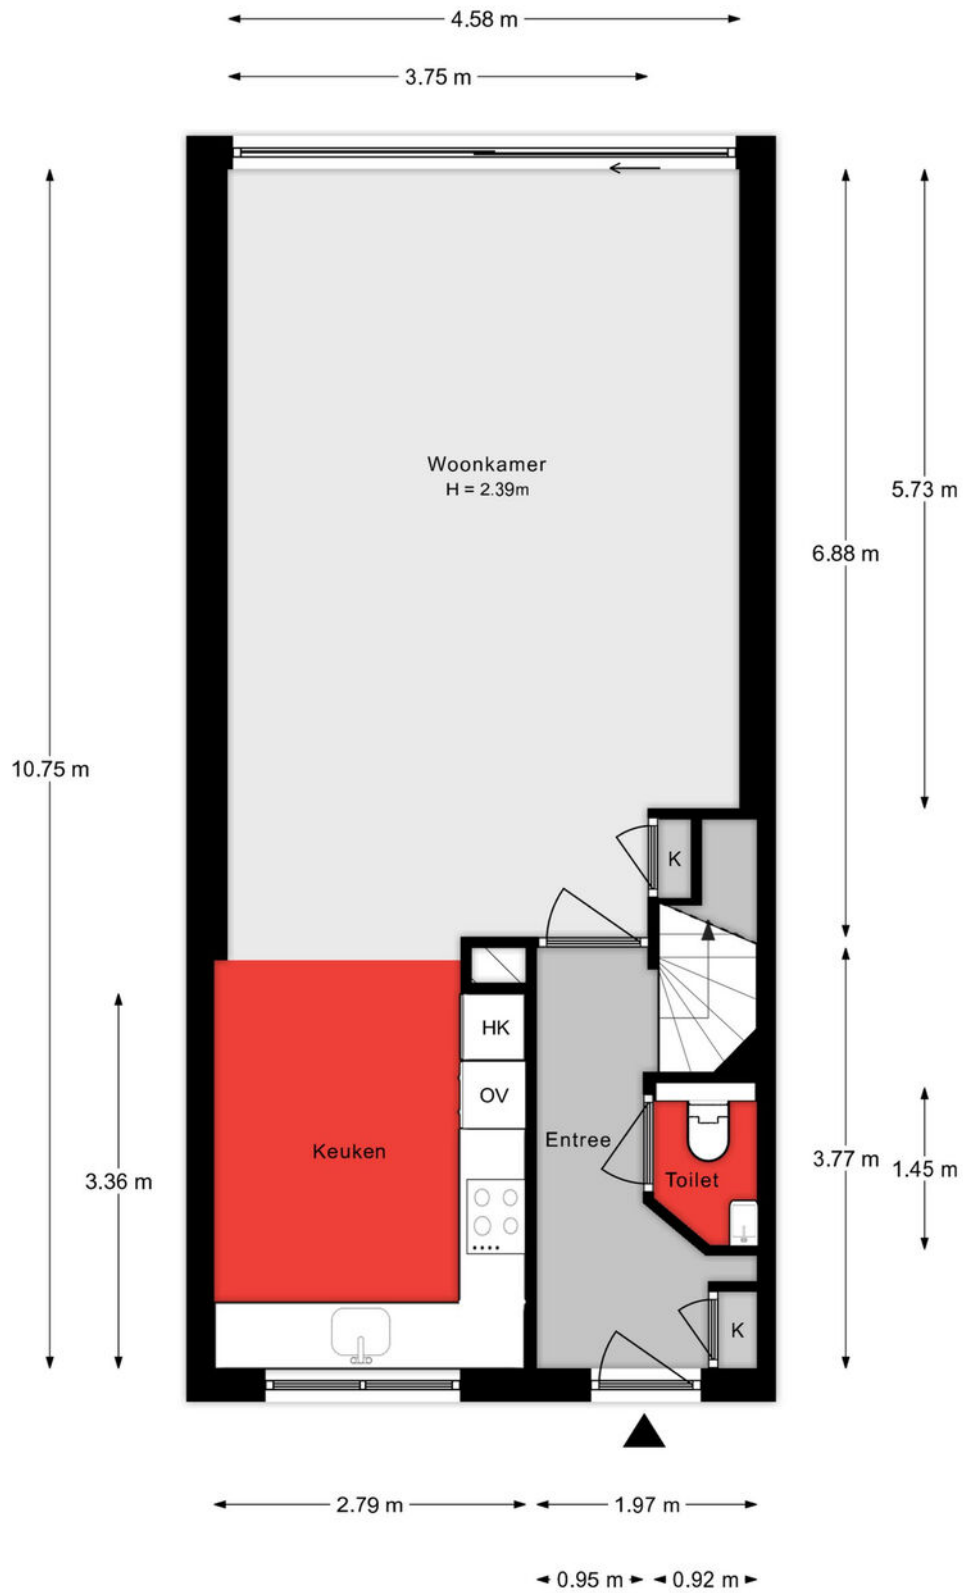 4.58 m
3.75 m
Woonkamer
H = 2.39m
5.73 m
6.88 m
10.75 m
K
HK
OV
Entree
Keuken
3.77 m
1.45 m
Toilet
3.36 m
K
2.79 m
1.97 m
0.95 m
0.92 m